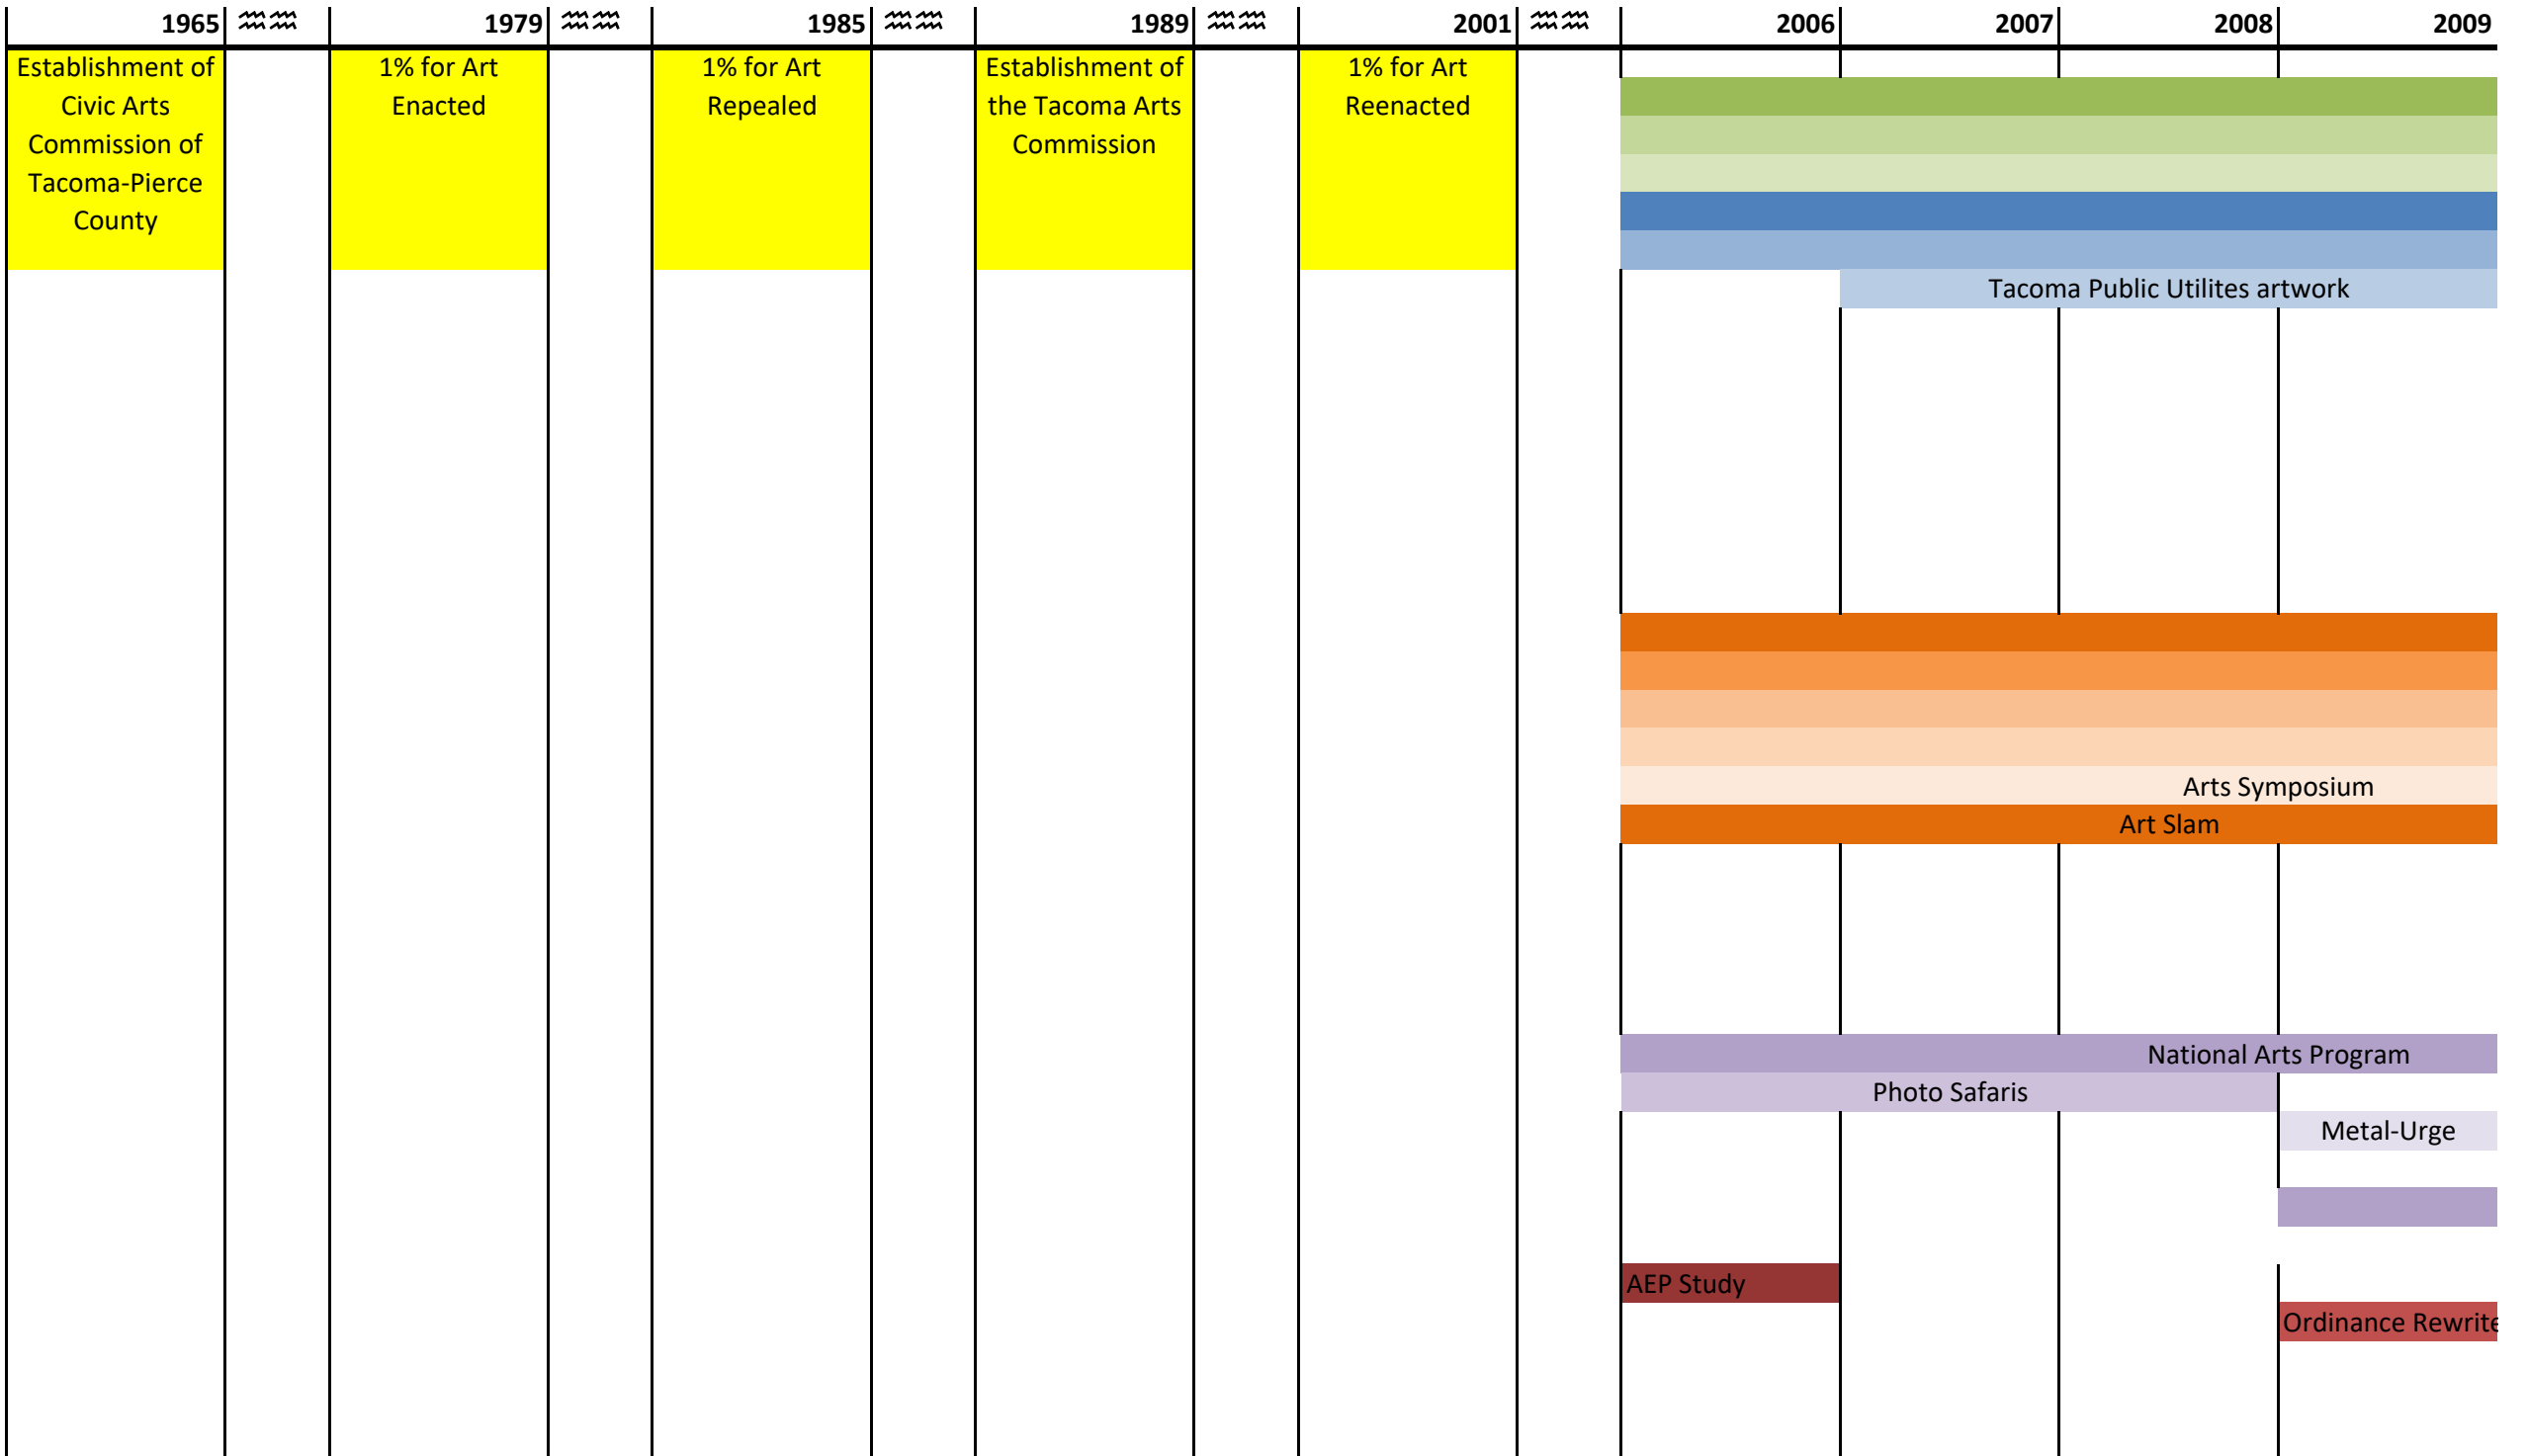 1965 ♒♒ 1979 ♒♒ 1985 ♒♒ 1989 ♒♒ 2001 ♒♒ 2006 2007 2008 2009
Establishment of
Civic Arts
Commission of
Tacoma-Pierce
County
1% for Art
Enacted
1% for Art
Repealed
Establishment of
the Tacoma Arts
Commission
1% for Art
Reenacted
Tacoma Public Utilites artwork
Arts Symposium
Art Slam
National Arts Program
Photo Safaris
Metal-Urge
AEP Study
Ordinance Rewrite